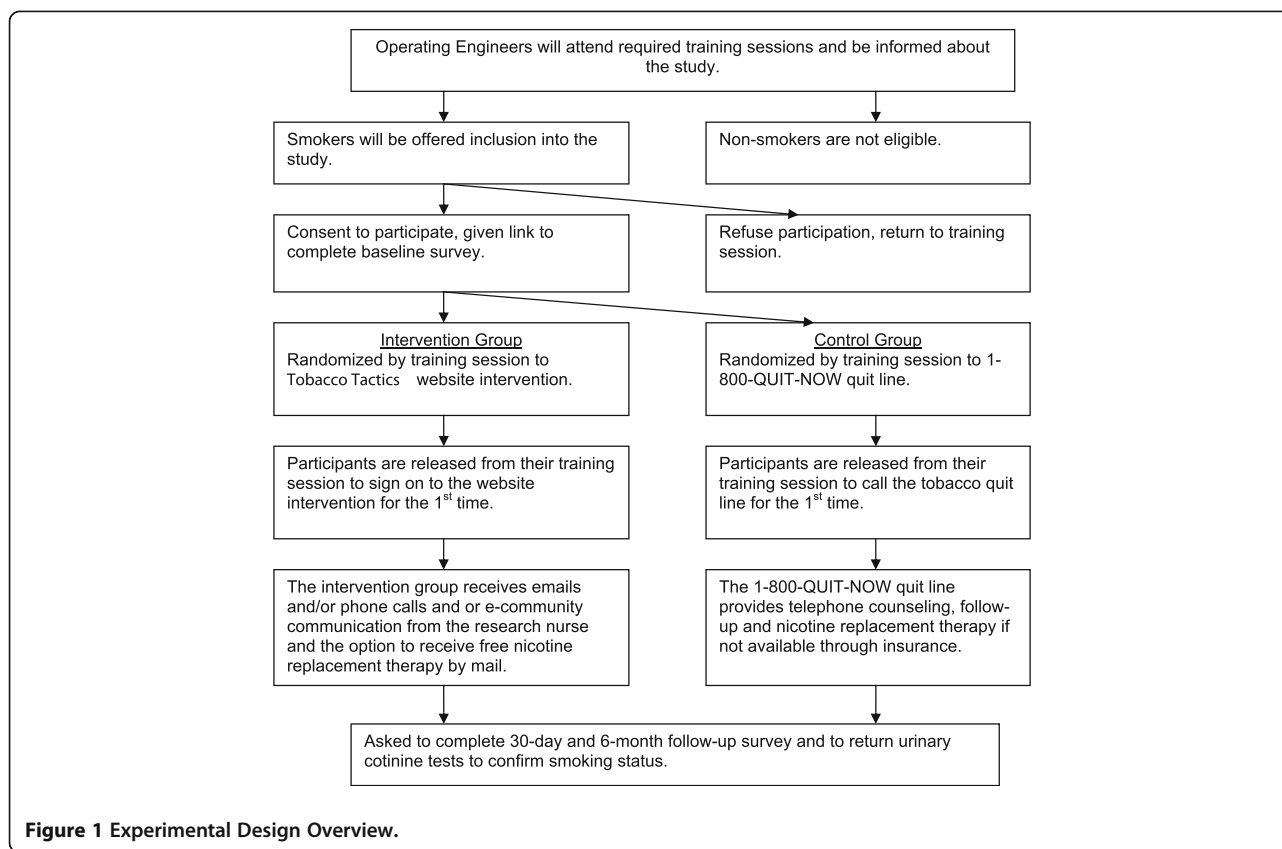 Operating Engineers will attend required training sessions and be informed about
the study.
Smokers will be offered inclusion into the
study.
Non-smokers are not eligible.
Consent to participate, given link to
complete baseline survey.
Refuse participation, return to training
session.
Intervention Group
Randomized by training session to
Tobacco Tactics website intervention.
Control Group
Randomized by training session to 1-
800-QUIT-NOW quit line.
Participants are released from their training
session to sign on to the website
intervention for the 1st time.
Participants are released from their
training session to call the tobacco quit
line for the 1st time.
The intervention group receives emails
and/or phone calls and or e-community
communication from the research nurse
and the option to receive free nicotine
replacement therapy by mail.
The 1-800-QUIT-NOW quit line
provides telephone counseling, follow-
up and nicotine replacement therapy if
not available through insurance.
Asked to complete 30-day and 6-month follow-up survey and to return urinary
cotinine tests to confirm smoking status.
Figure 1 Experimental Design Overview.